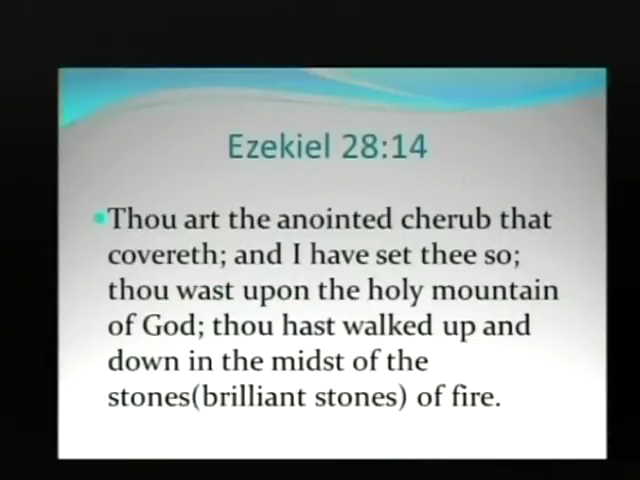 Ezekiel 28:14
•Thou art the anointed cherub that
covereth; and I have set thee so;
thou wast upon the holy mountain
of God; thou hast walked up and
down in the midst of the
stones(brilliant stones) of fire.